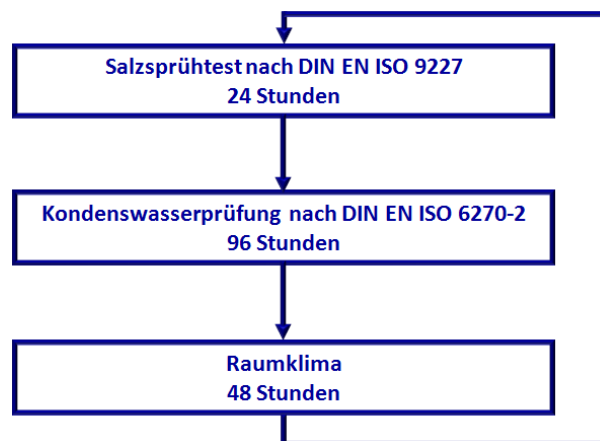 Salzsprühtest nach DIN EN ISO 9227
24 Stunden
Kondenswasserprüfung nach DIN EN ISO 6270-2
96 Stunden
Raumklima
48 Stunden